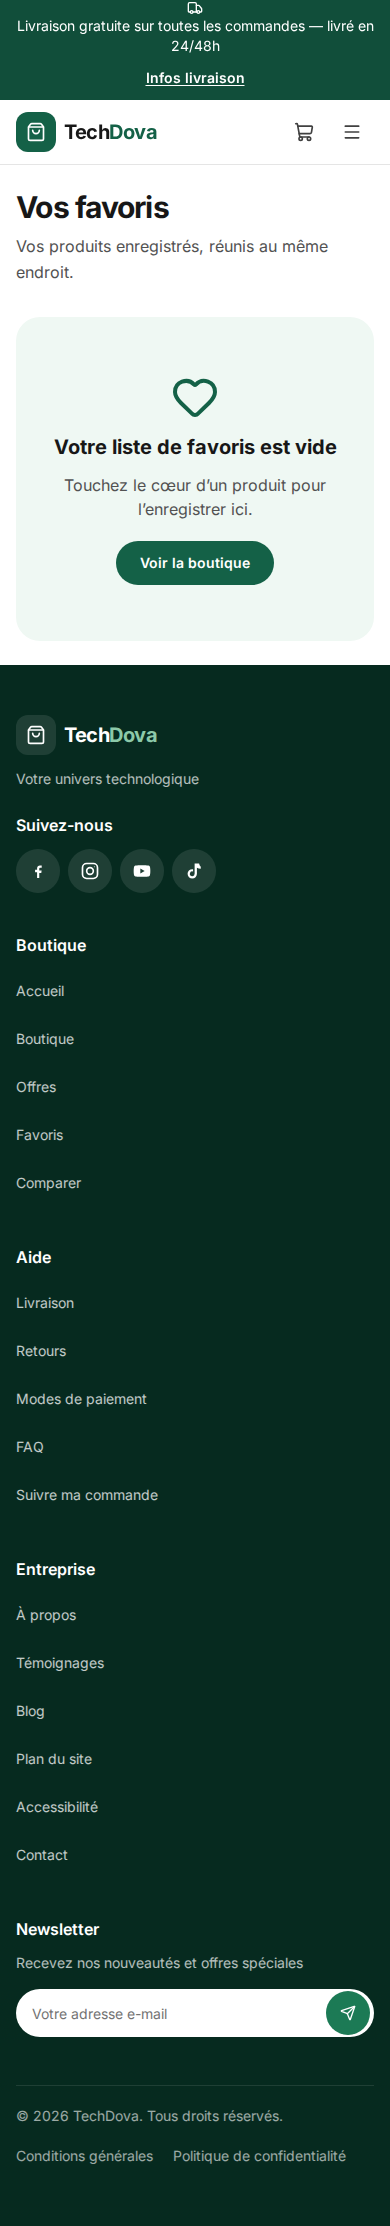 Livraison gratuite sur toutes les commandes — livré en
24/48h
Infos livraison
TechDova
Vos favoris
Vos produits enregistrés, réunis au même
endroit.
Votre liste de favoris est vide
Touchez le cœur d’un produit pour
l’enregistrer ici.
Voir la boutique
TechDova
Votre univers technologique
Suivez-nous
Boutique
Accueil
Boutique
Offres
Favoris
Comparer
Aide
Livraison
Retours
Modes de paiement
FAQ
Suivre ma commande
Entreprise
À propos
Témoignages
Blog
Plan du site
Accessibilité
Contact
Newsletter
Recevez nos nouveautés et offres spéciales
Votre adresse e-mail
© 2026 TechDova. Tous droits réservés.
Conditions générales Politique de confidentialité